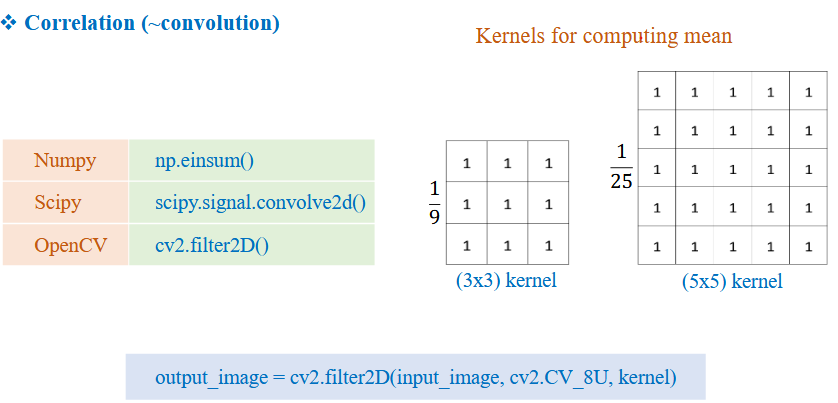 ❖ Correlation (~convolution)
Kernels for computing mean
Numpy np.einsum()
Scipy scipy.signal.convolve2d()
OpenCV cv2.filter2D()
1/9
1 1 1
1 1 1
1 1 1
(3x3) kernel
1/25
1 1 1 1 1
1 1 1 1 1
1 1 1 1 1
1 1 1 1 1
1 1 1 1 1
(5x5) kernel
output_image = cv2.filter2D(input_image, cv2.CV_8U, kernel)